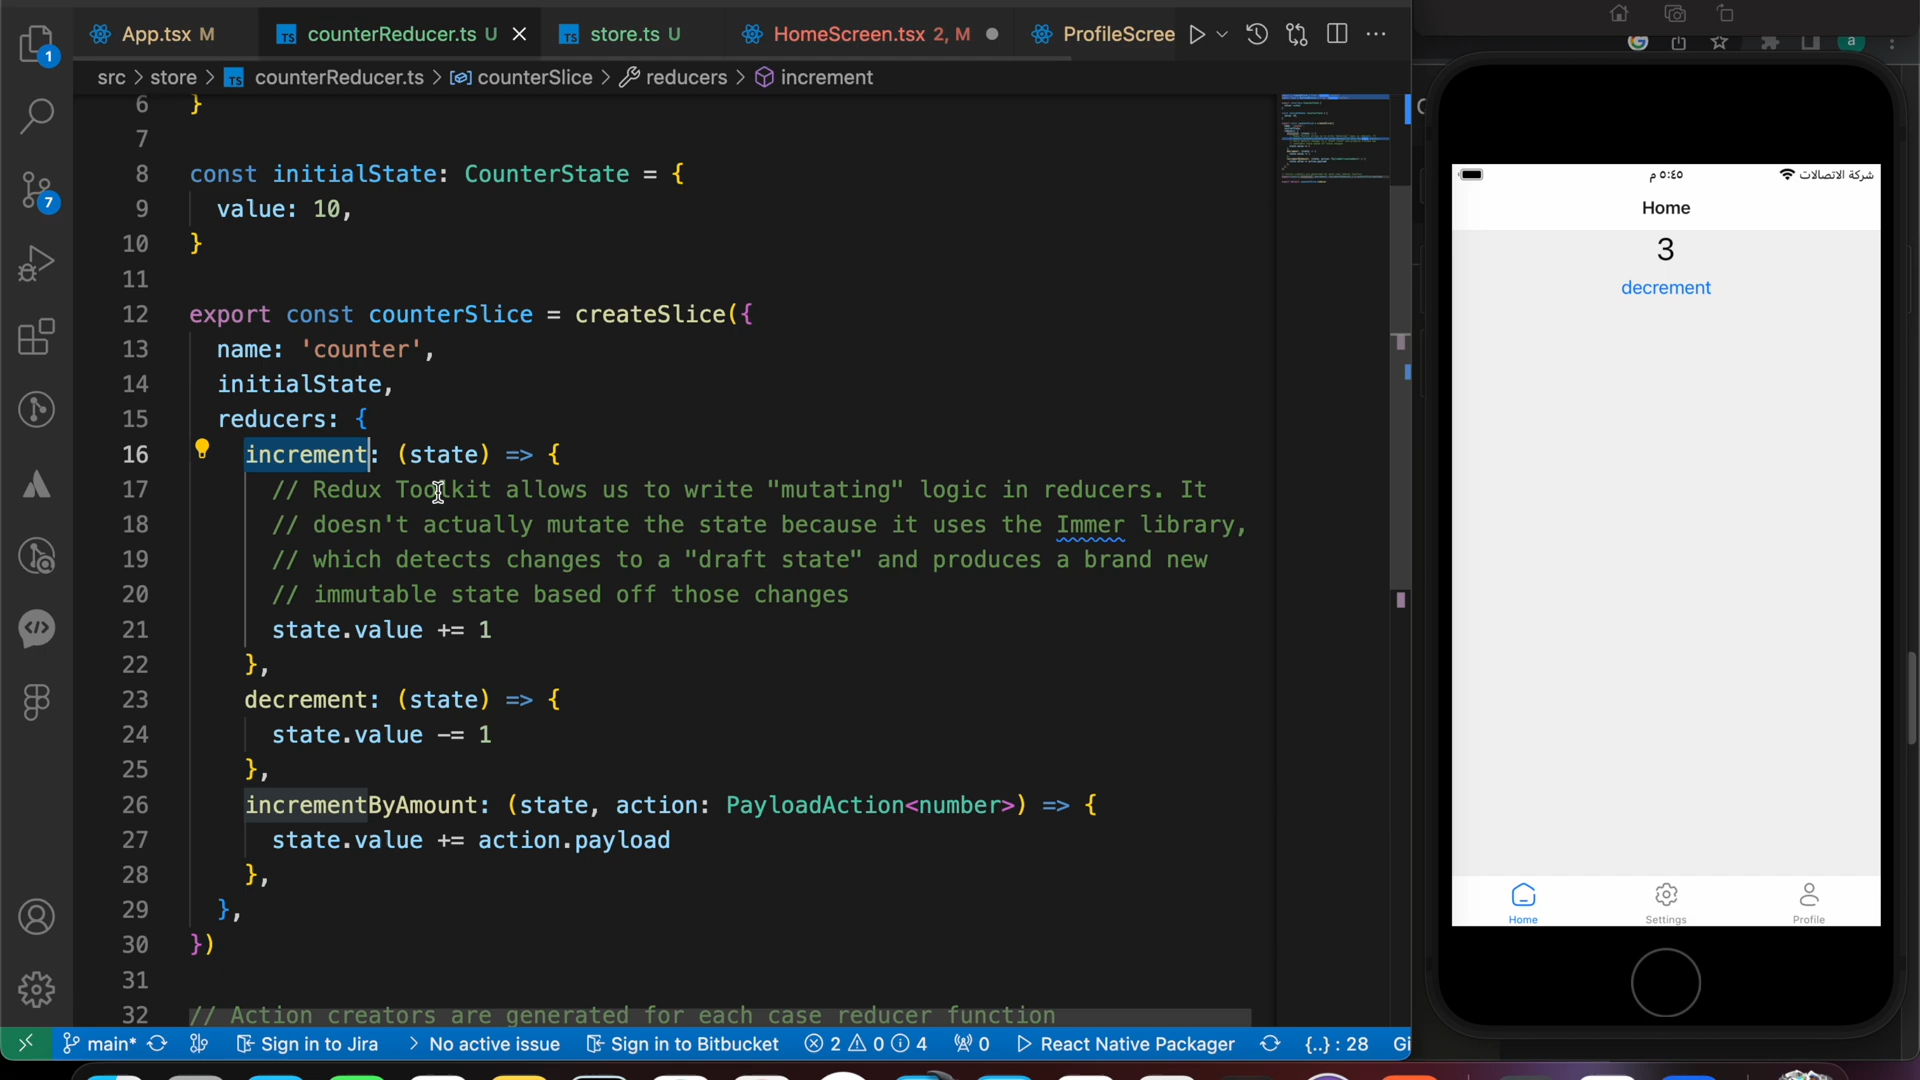 App.tsx M
counterReducer.ts U
store.ts U
HomeScreen.tsx 2, M
ProfileScree
src > store > TS counterReducer.ts > counterSlice > reducers > increment
6 }
7
8 const initialState: CounterState = {
9 value: 10,
10 }
11
12 export const counterSlice = createSlice({
13 name: 'counter',
14 initialState,
15 reducers: {
16 increment: (state) => {
17 // Redux Toolkit allows us to write "mutating" logic in reducers. It
18 // doesn't actually mutate the state because it uses the Immer library,
19 // which detects changes to a "draft state" and produces a brand new
20 // immutable state based off those changes
21 state.value += 1
22 },
23 decrement: (state) => {
24 state.value -= 1
25 },
26 incrementByAmount: (state, action: PayloadAction<number>) => {
27 state.value += action.payload
28 },
29 },
30 })
31
32 // Action creators are generated for each case reducer function
1
7
main*
Sign in to Jira
> No active issue
Sign in to Bitbucket
2 0 4
0
React Native Packager
{..} : 28
Gi
a
شركة الاتصالات
٥:٤٥ م
Home
3
decrement
Home
Settings
Profile